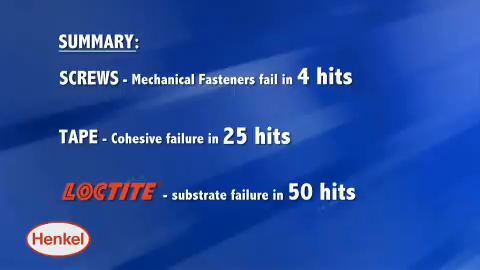 SUMMARY:
SCREWS - Mechanical Fasteners fail in 4 hits
TAPE - Cohesive failure in 25 hits
LOCTITE - substrate failure in 50 hits
Henkel